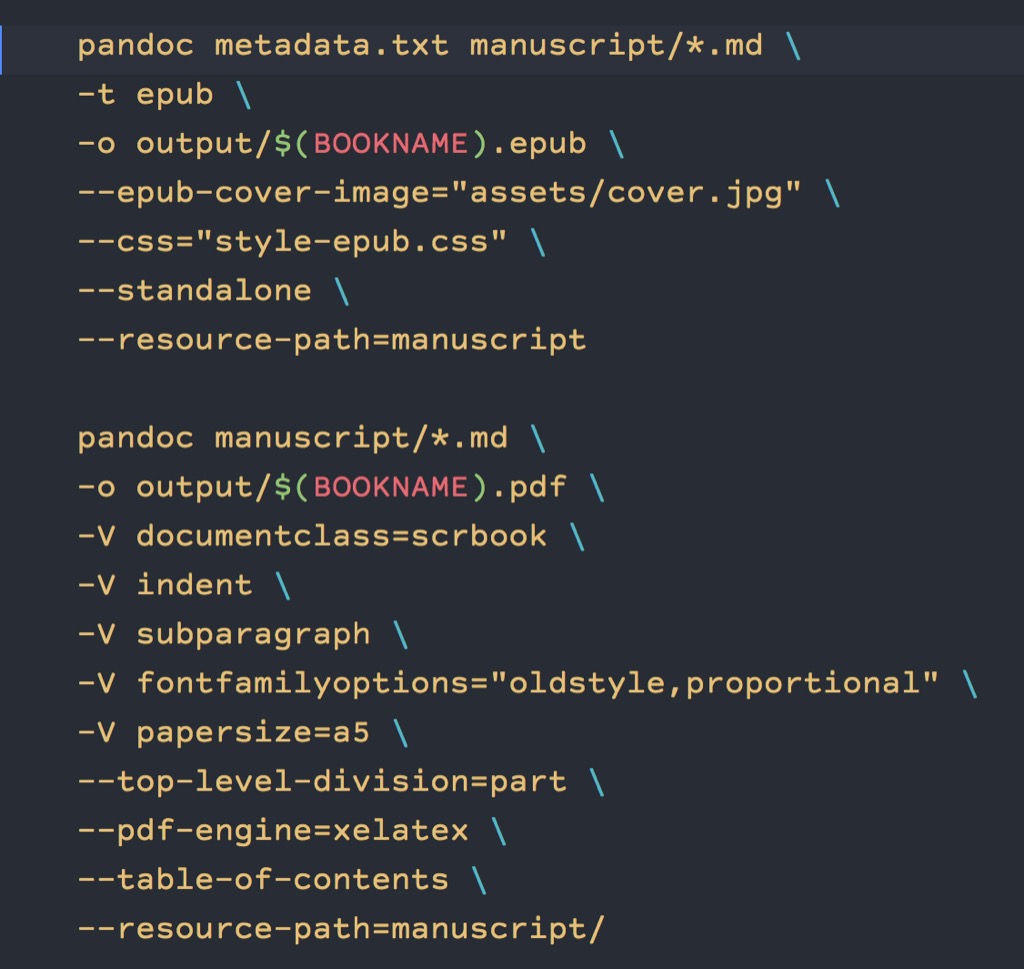 pandoc metadata.txt manuscript/*.md \
-t epub \
-o output/$(BOOKNAME).epub \
--epub-cover-image="assets/cover.jpg" \
--css="style-epub.css" \
--standalone \
--resource-path=manuscript
pandoc manuscript/*.md \
-o output/$(BOOKNAME).pdf \
-V documentclass=scrbook \
-V indent \
-V subparagraph \
-V fontfamilyoptions="oldstyle,proportional" \
-V papersize=a5 \
--top-level-division=part \
--pdf-engine=xelatex \
--table-of-contents \
--resource-path=manuscript/